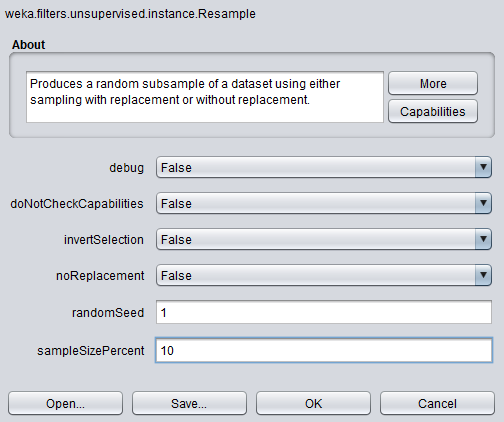 weka.filters.unsupervised.instance.Resample
About
Produces a random subsample of a dataset using either
sampling with replacement or without replacement.
More
Capabilities
debug False
doNotCheckCapabilities False
invertSelection False
noReplacement False
randomSeed 1
sampleSizePercent 10
Open... Save... OK Cancel